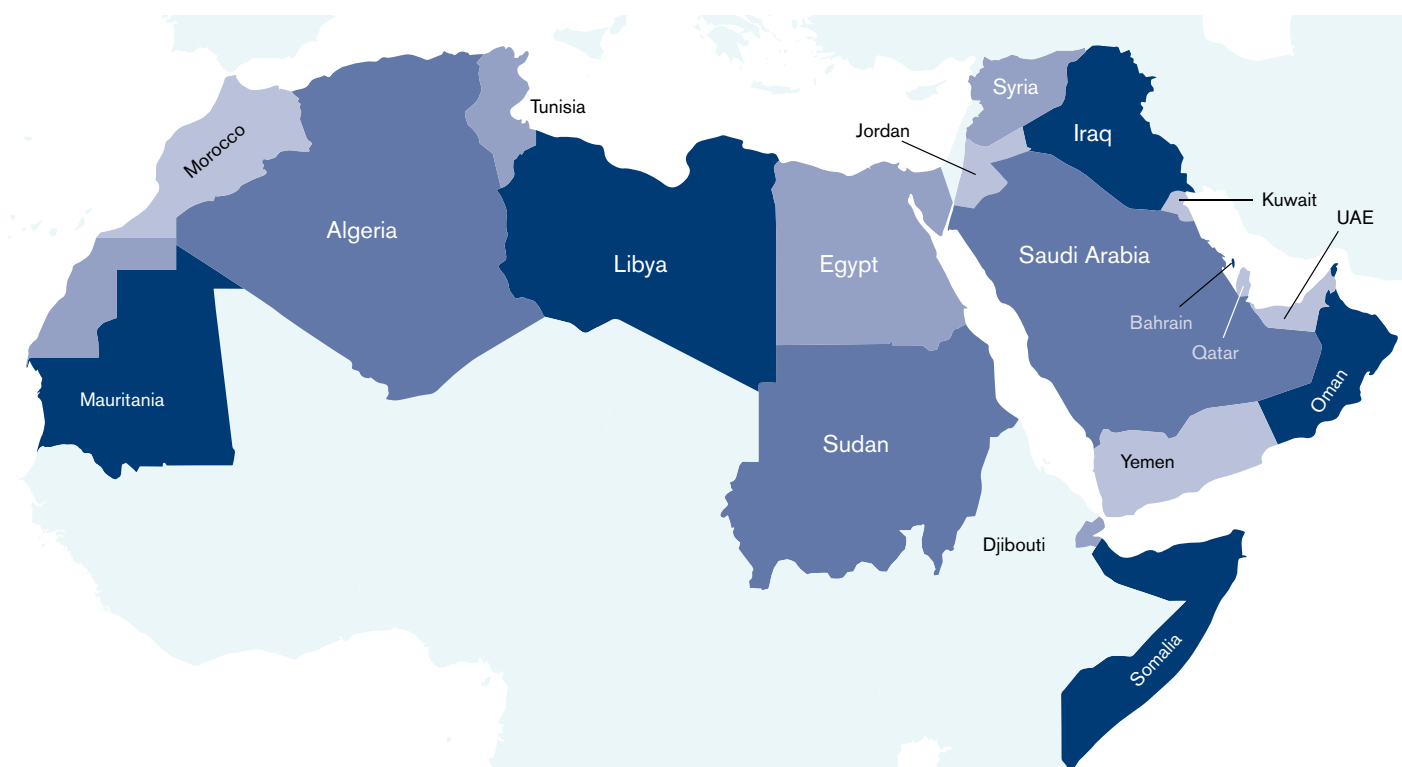 Syria
Tunisia
Jordan
Iraq
Morocco
Kuwait
UAE
Algeria
Saudi Arabia
Libya
Egypt
Bahrain
Qatar
Oman
Mauritania
Sudan
Yemen
Djibouti
Somalia